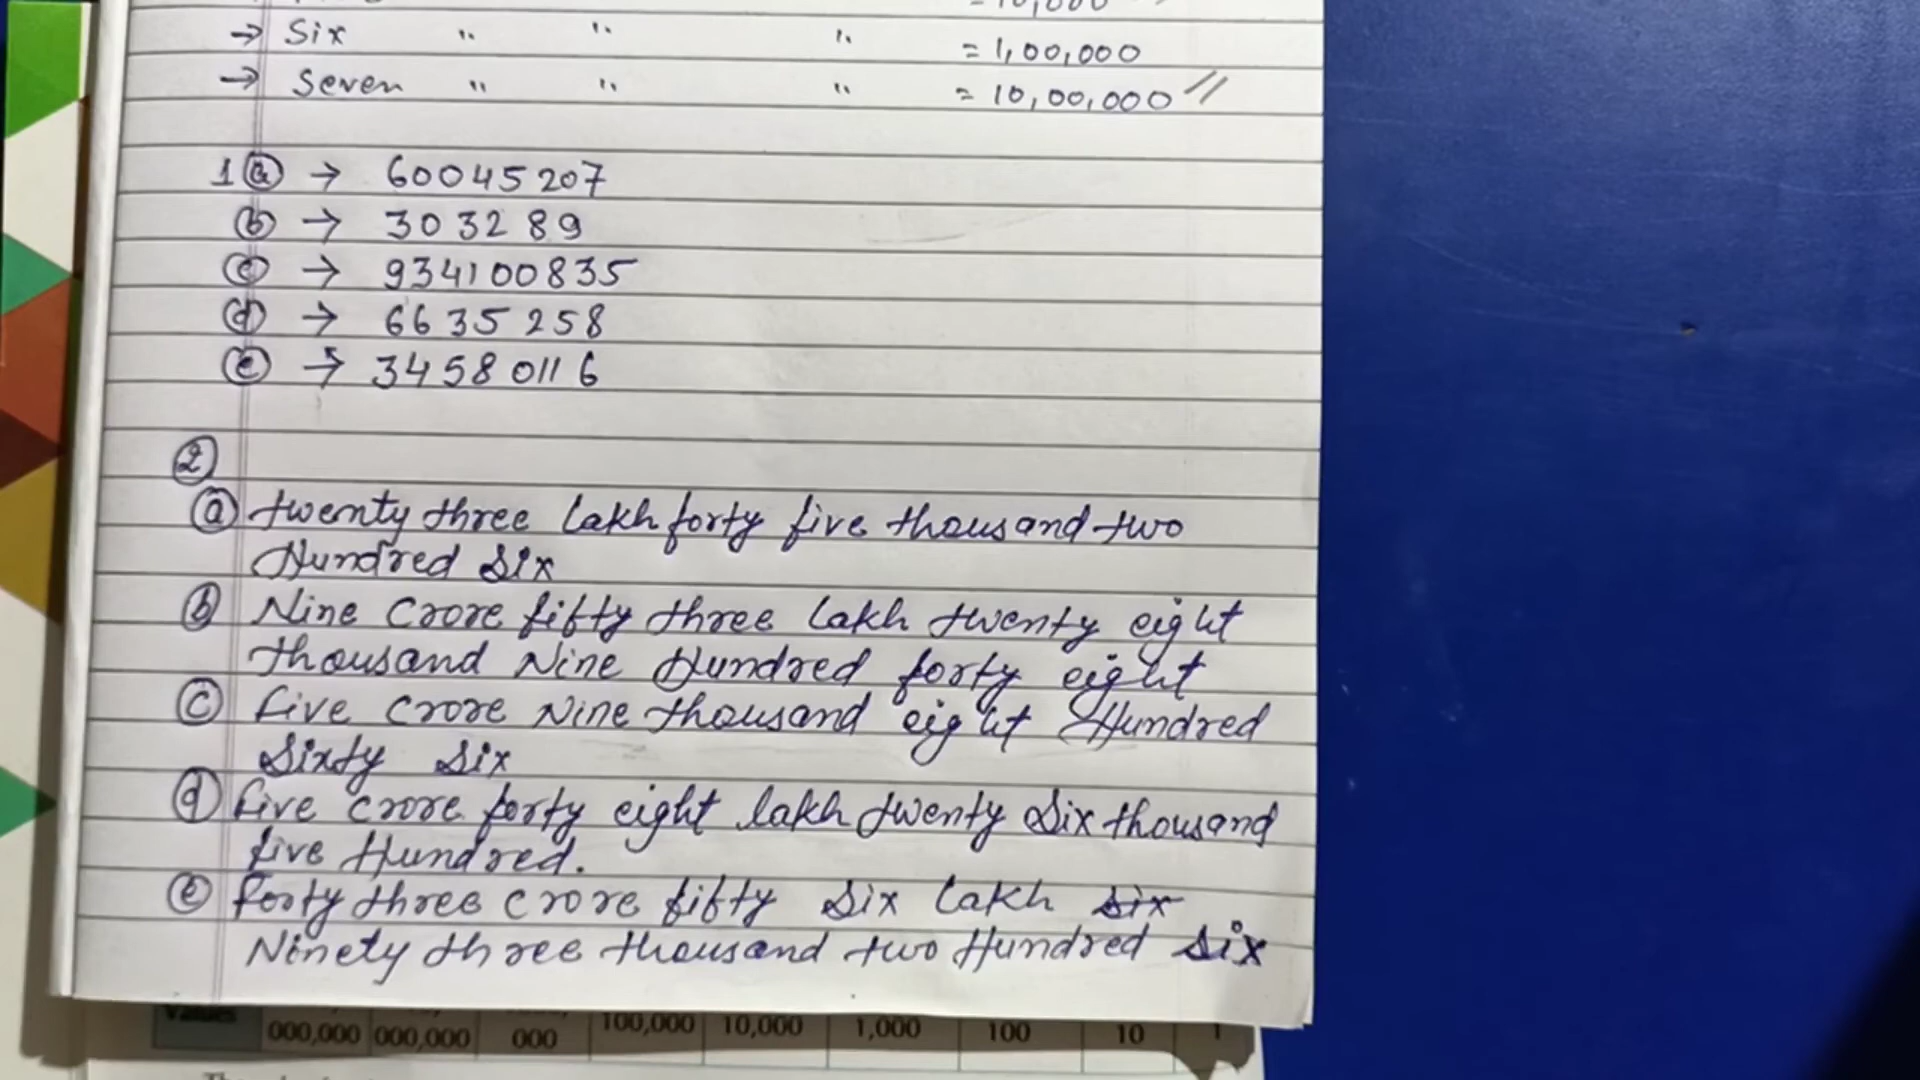 = 10,000
→ Six " " " = 1,00,000
→ Seven " " " = 10,00,000 //
1 (a) → 60045207
(b) → 303289
(c) → 934100835
(d) → 6635258
(e) → 34580116
(2)
(a) twenty three lakh forty five thousand two
Hundred six
(b) Nine crore fifty three lakh twenty eight
thousand Nine Hundred forty eight
(c) five crore Nine thousand eight Hundred
sixty six
(d) five crore forty eight lakh twenty six thousand
five Hundred.
(e) forty three crore fifty six lakh six
Ninety three thousand two Hundred six
Values 000,000 000,000 000 100,000 10,000 1,000 100 10 1